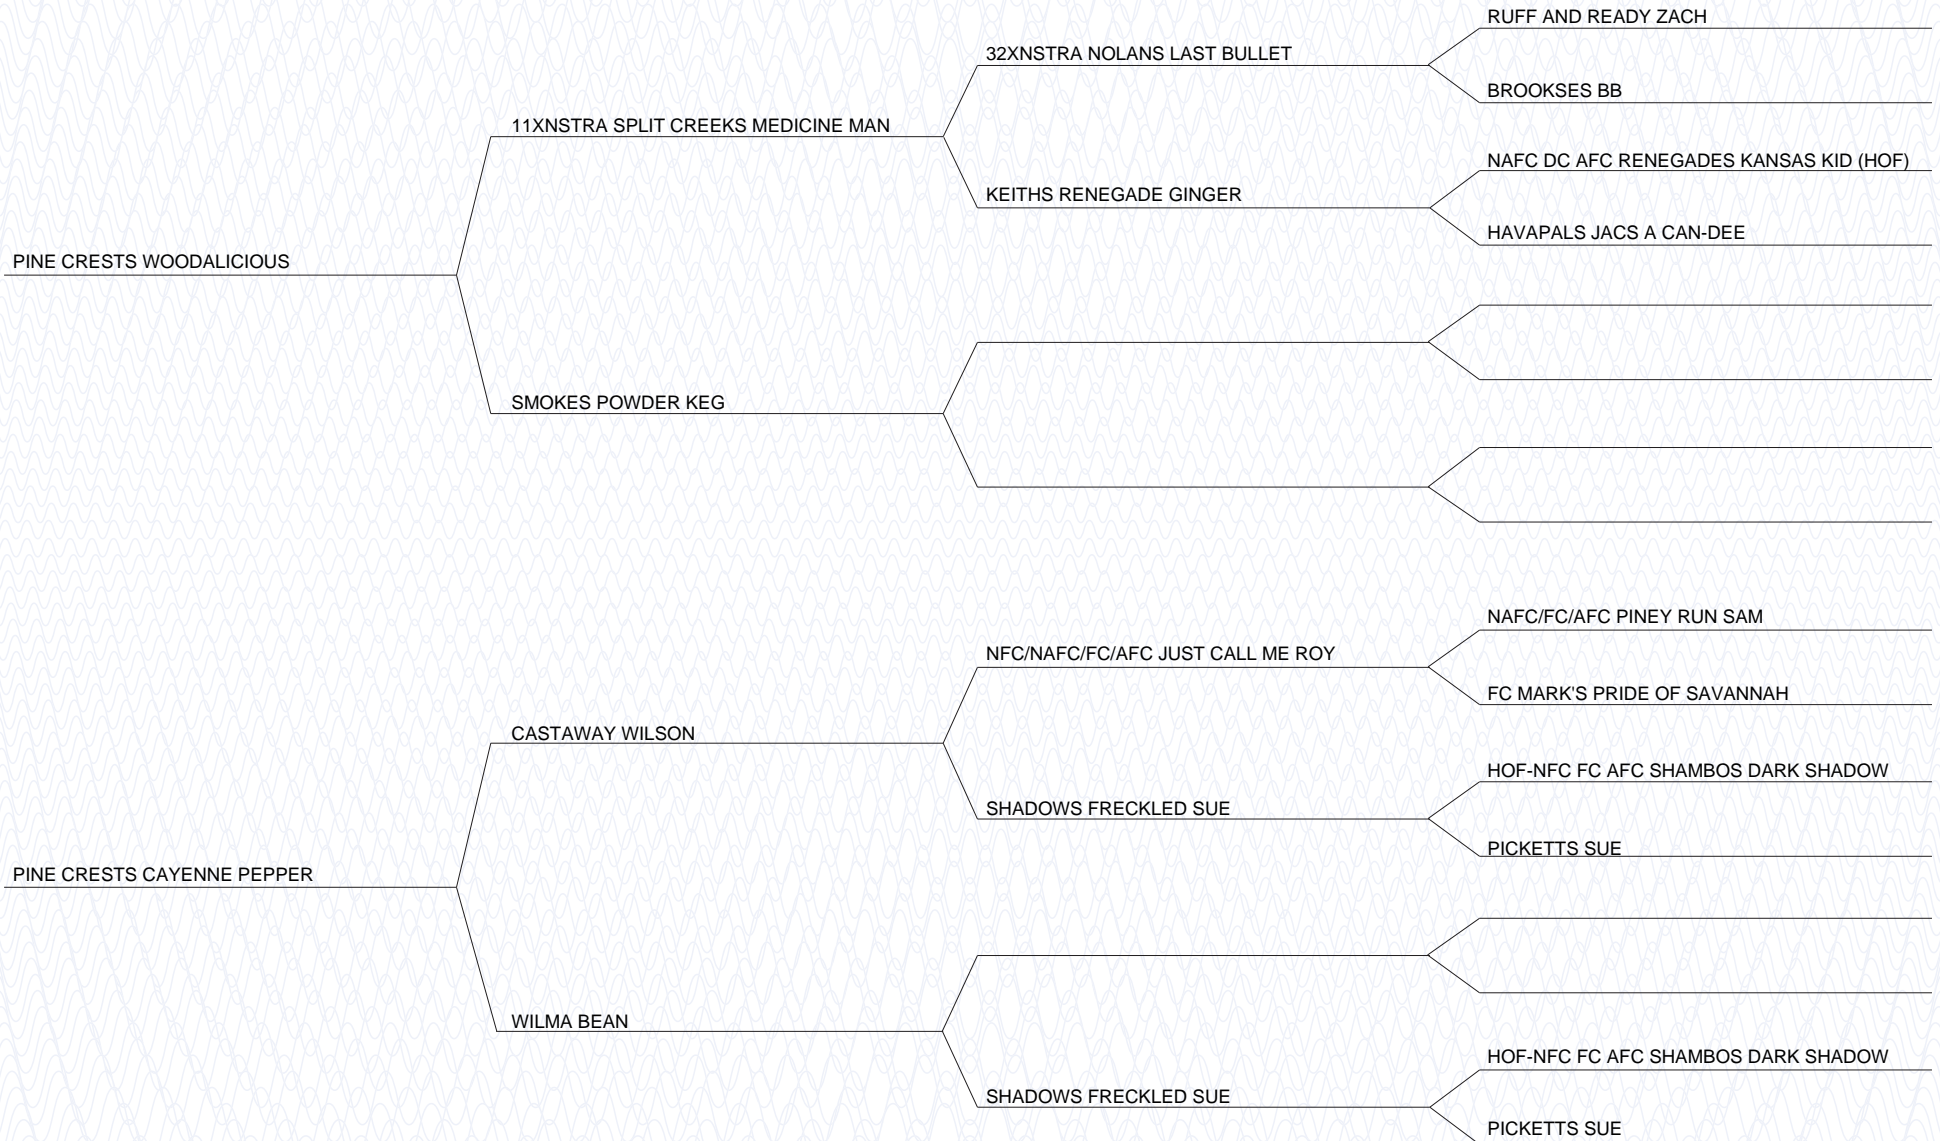 RUFF AND READY ZACH
32XNSTRA NOLANS LAST BULLET
BROOKSES BB
11XNSTRA SPLIT CREEKS MEDICINE MAN
NAFC DC AFC RENEGADES KANSAS KID (HOF)
KEITHS RENEGADE GINGER
HAVAPALS JACS A CAN-DEE
PINE CRESTS WOODALICIOUS
SMOKES POWDER KEG
NAFC/FC/AFC PINEY RUN SAM
NFC/NAFC/FC/AFC JUST CALL ME ROY
FC MARK'S PRIDE OF SAVANNAH
CASTAWAY WILSON
HOF-NFC FC AFC SHAMBOS DARK SHADOW
SHADOWS FRECKLED SUE
PICKETTS SUE
PINE CRESTS CAYENNE PEPPER
WILMA BEAN
HOF-NFC FC AFC SHAMBOS DARK SHADOW
SHADOWS FRECKLED SUE
PICKETTS SUE